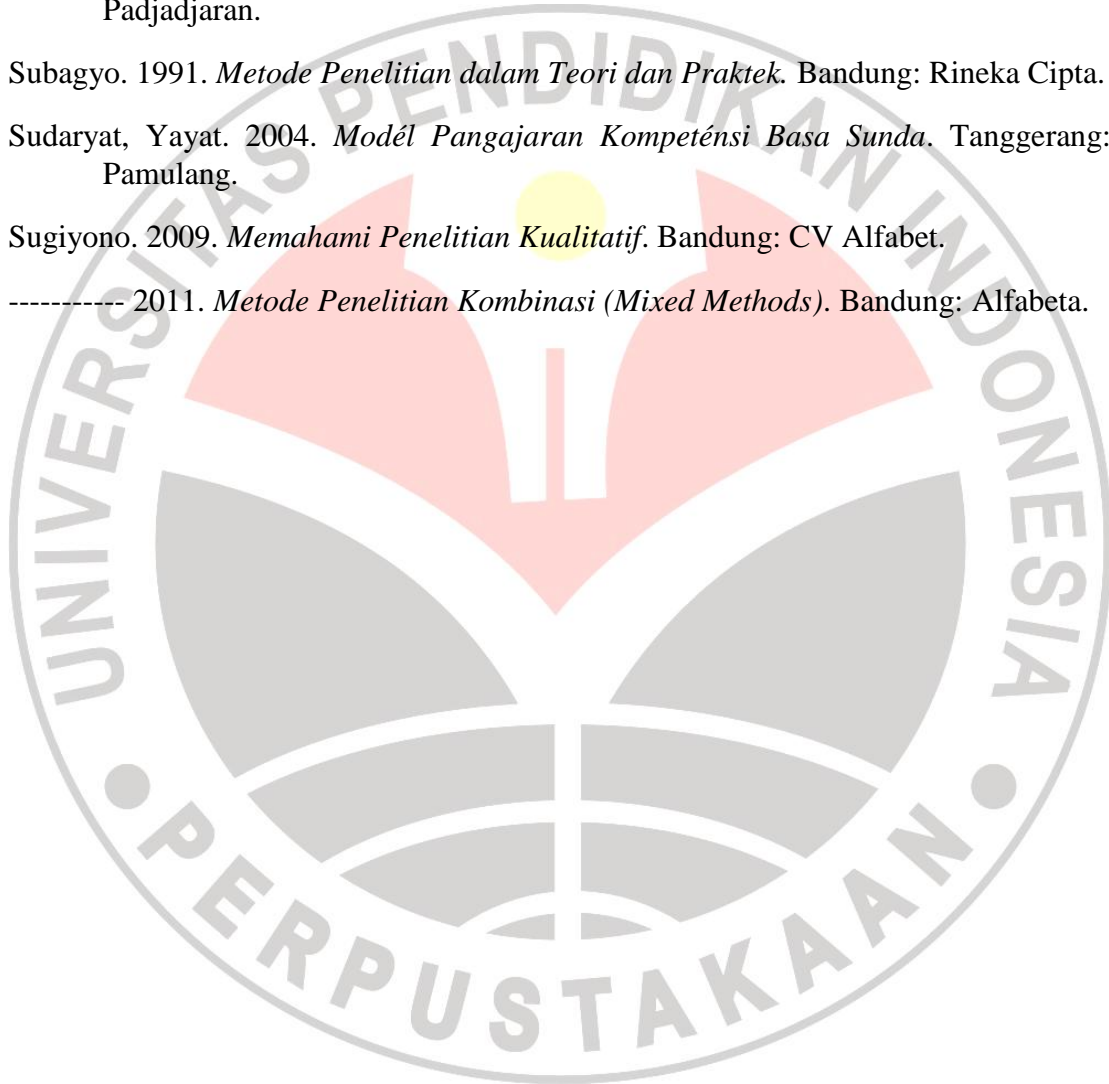 Padjadjaran.
Subagyo. 1991. Metode Penelitian dalam Teori dan Praktek. Bandung: Rineka Cipta.
Sudaryat, Yayat. 2004. Modél Pangajaran Kompeténsi Basa Sunda. Tanggerang:
Pamulang.
Sugiyono. 2009. Memahami Penelitian Kualitatif. Bandung: CV Alfabet.
----------- 2011. Metode Penelitian Kombinasi (Mixed Methods). Bandung: Alfabeta.
UNIVERSITAS PENDIDIKAN INDONESIA
PERPUSTAKAAN